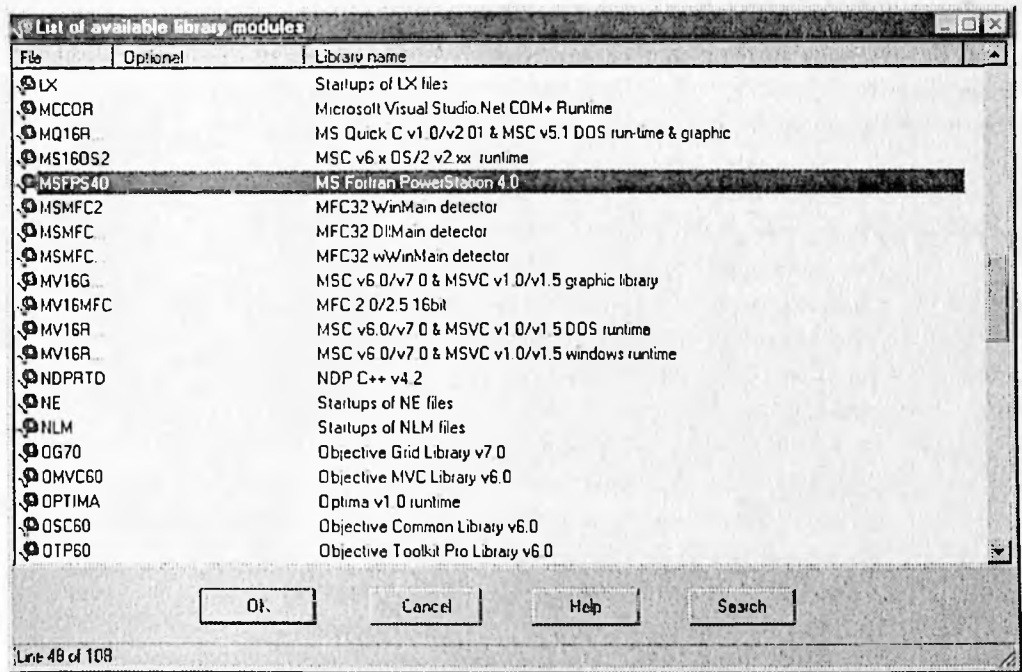 List of available library modules
File Optional Library name
LX Startups of LX files
MCCOR Microsoft Visual Studio.Net COM+ Runtime
MQ16R... MS Quick C v1.0/v2.01 & MSC v5.1 DOS run-time & graphic
MS16OS2 MSC v6.x OS/2 v2.xx runtime
MSFPS40 MS Fortran PowerStation 4.0
MSMFC2 MFC32 WinMain detector
MSMFC... MFC32 DllMain detector
MSMFC... MFC32 wWinMain detector
MV16G... MSC v6.0/v7.0 & MSVC v1.0/v1.5 graphic library
MV16MFC MFC 2.0/2.5 16bit
MV16R... MSC v6.0/v7.0 & MSVC v1.0/v1.5 DOS runtime
MV16R... MSC v6.0/v7.0 & MSVC v1.0/v1.5 windows runtime
NDPRTD NDP C++ v4.2
NE Startups of NE files
NLM Startups of NLM files
OG70 Objective Grid Library v7.0
OMVC60 Objective MVC Library v6.0
OPTIMA Optima v1.0 runtime
OSC60 Objective Common Library v6.0
OTP60 Objective Toolkit Pro Library v6.0
OK Cancel Help Search
Line 48 of 108